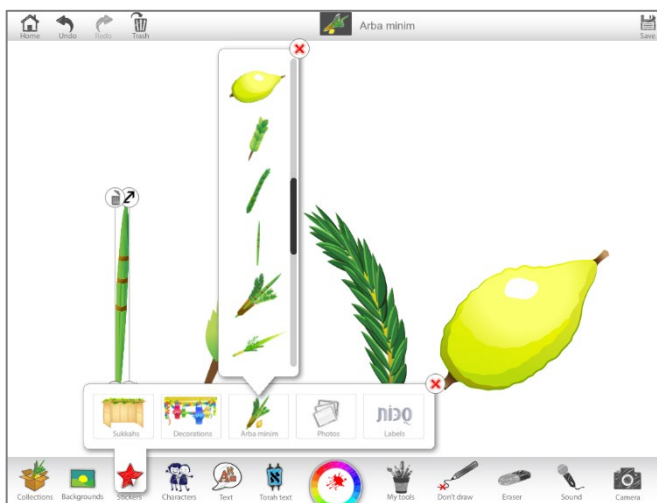 Arba minim
Home Undo Redo Trash Save
Sukkahs Decorations Arba minim Photos Labels
סֻכּוֹת
Collections Backgrounds Stickers Characters Text Torah text My tools Don't draw Eraser Sound Camera